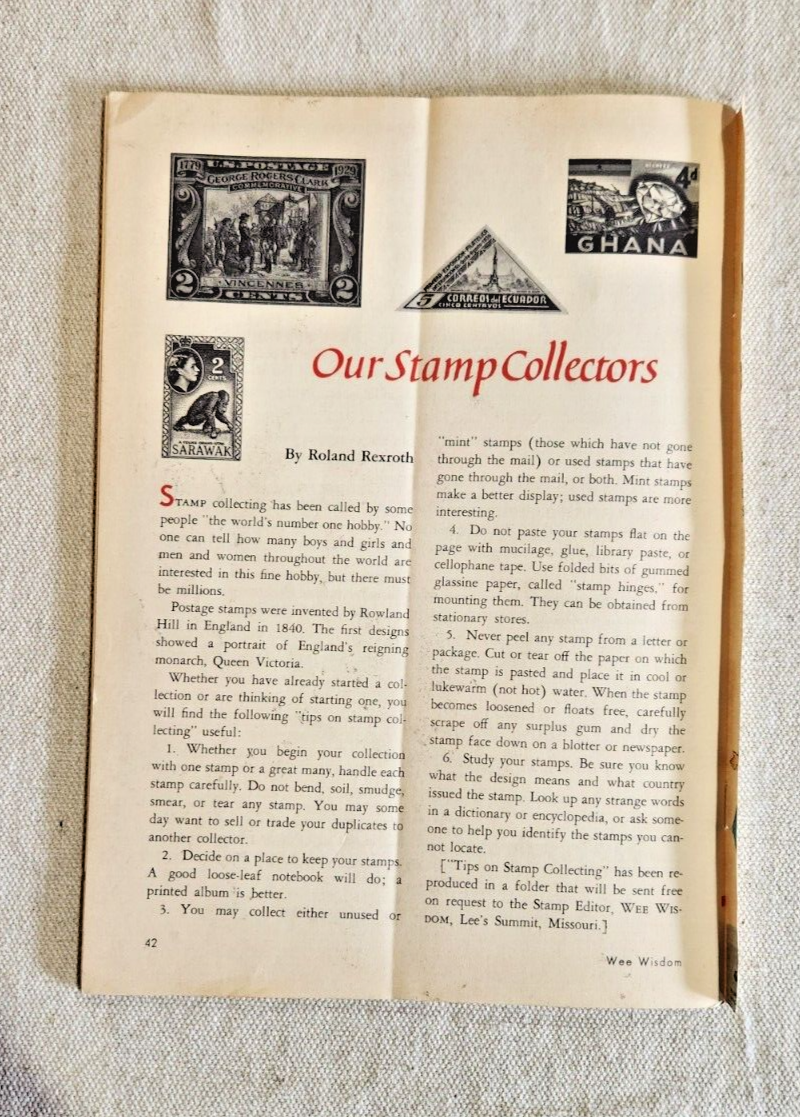 1779 U.S. POSTAGE 1929
GEORGE ROGERS CLARK
COMMEMORATIVE
VINCENNES
2 CENTS 2
4d
GHANA
5 CORREOS del ECUADOR
CINCO CENTAVOS
2
CENTS
SARAWAK
Our Stamp Collectors
By Roland Rexroth
STAMP collecting has been called by some
people "the world's number one hobby." No
one can tell how many boys and girls and
men and women throughout the world are
interested in this fine hobby, but there must
be millions.
Postage stamps were invented by Rowland
Hill in England in 1840. The first designs
showed a portrait of England's reigning
monarch, Queen Victoria.
Whether you have already started a col-
lection or are thinking of starting one, you
will find the following "tips on stamp col-
lecting" useful:
1. Whether you begin your collection
with one stamp or a great many, handle each
stamp carefully. Do not bend, soil, smudge,
smear, or tear any stamp. You may some
day want to sell or trade your duplicates to
another collector.
2. Decide on a place to keep your stamps.
A good loose-leaf notebook will do; a
printed album is better.
3. You may collect either unused or
"mint" stamps (those which have not gone
through the mail) or used stamps that have
gone through the mail, or both. Mint stamps
make a better display; used stamps are more
interesting.
4. Do not paste your stamps flat on the
page with mucilage, glue, library paste, or
cellophane tape. Use folded bits of gummed
glassine paper, called "stamp hinges," for
mounting them. They can be obtained from
stationary stores.
5. Never peel any stamp from a letter or
package. Cut or tear off the paper on which
the stamp is pasted and place it in cool or
lukewarm (not hot) water. When the stamp
becomes loosened or floats free, carefully
scrape off any surplus gum and dry the
stamp face down on a blotter or newspaper.
6. Study your stamps. Be sure you know
what the design means and what country
issued the stamp. Look up any strange words
in a dictionary or encyclopedia, or ask some-
one to help you identify the stamps you can-
not locate.
["Tips on Stamp Collecting" has been re-
produced in a folder that will be sent free
on request to the Stamp Editor, WEE WIS-
DOM, Lee's Summit, Missouri.]
42
Wee Wisdom